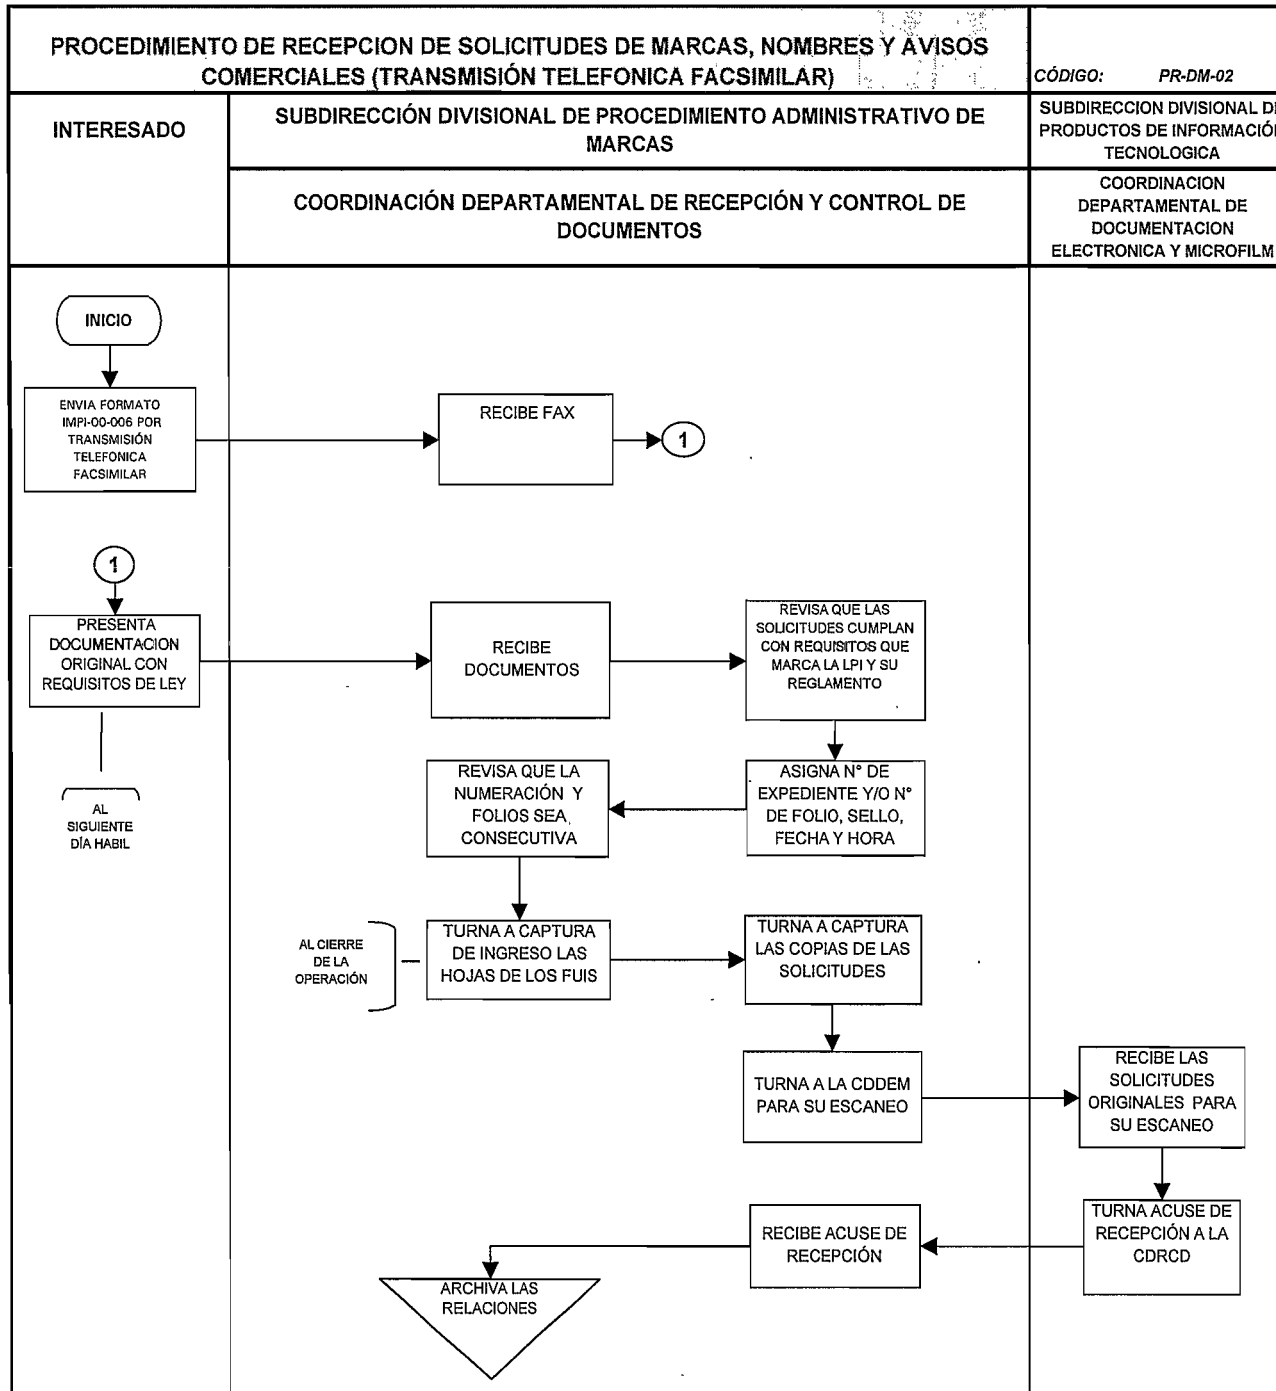 PROCEDIMIENTO DE RECEPCION DE SOLICITUDES DE MARCAS, NOMBRES Y AVISOS
COMERCIALES (TRANSMISIÓN TELEFONICA FACSIMILAR)
CÓDIGO: PR-DM-02
INTERESADO
SUBDIRECCIÓN DIVISIONAL DE PROCEDIMIENTO ADMINISTRATIVO DE
MARCAS
SUBDIRECCION DIVISIONAL DE
PRODUCTOS DE INFORMACIÓN
TECNOLOGICA
COORDINACIÓN DEPARTAMENTAL DE RECEPCIÓN Y CONTROL DE
DOCUMENTOS
COORDINACION
DEPARTAMENTAL DE
DOCUMENTACION
ELECTRONICA Y MICROFILM
INICIO
ENVIA FORMATO
IMPI-00-006 POR
TRANSMISIÓN
TELEFONICA
FACSIMILAR
RECIBE FAX
1
1
PRESENTA
DOCUMENTACION
ORIGINAL CON
REQUISITOS DE LEY
AL
SIGUIENTE
DÍA HABIL
RECIBE
DOCUMENTOS
REVISA QUE LAS
SOLICITUDES CUMPLAN
CON REQUISITOS QUE
MARCA LA LPI Y SU
REGLAMENTO
ASIGNA N° DE
EXPEDIENTE Y/O N°
DE FOLIO, SELLO,
FECHA Y HORA
REVISA QUE LA
NUMERACIÓN Y
FOLIOS SEA,
CONSECUTIVA
AL CIERRE
DE LA
OPERACIÓN
TURNA A CAPTURA
DE INGRESO LAS
HOJAS DE LOS FUIS
TURNA A CAPTURA
LAS COPIAS DE LAS
SOLICITUDES
TURNA A LA CDDEM
PARA SU ESCANEO
RECIBE LAS
SOLICITUDES
ORIGINALES PARA
SU ESCANEO
TURNA ACUSE DE
RECEPCIÓN A LA
CDRCD
RECIBE ACUSE DE
RECEPCIÓN
ARCHIVA LAS
RELACIONES